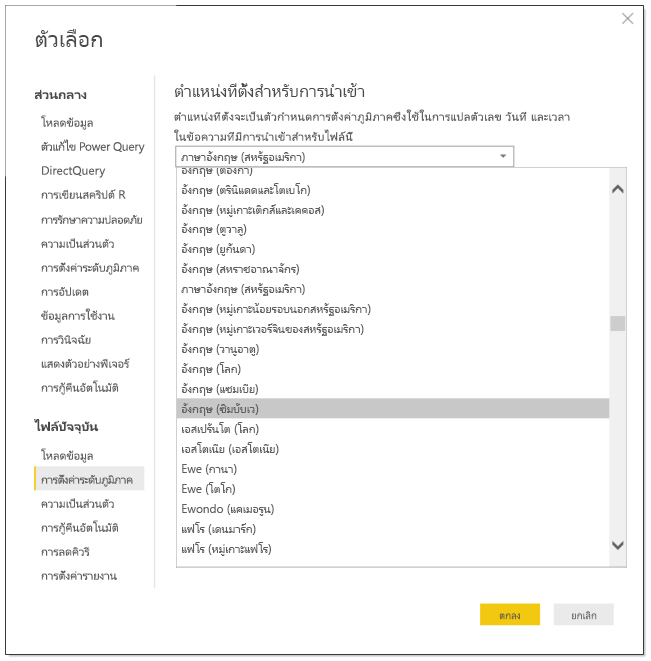 ตัวเลือก
ส่วนกลาง
โหลดข้อมูล
ตัวแก้ไข Power Query
DirectQuery
การเขียนสคริปต์ R
การรักษาความปลอดภัย
ความเป็นส่วนตัว
การตั้งค่าระดับภูมิภาค
การอัปเดต
ข้อมูลการใช้งาน
การวินิจฉัย
แสดงตัวอย่างฟีเจอร์
การกู้คืนอัตโนมัติ
ไฟล์ปัจจุบัน
โหลดข้อมูล
การตั้งค่าระดับภูมิภาค
ความเป็นส่วนตัว
การกู้คืนอัตโนมัติ
การลดคิวรี
การตั้งค่ารายงาน
ตำแหน่งที่ตั้งสำหรับการนำเข้า
ตำแหน่งที่ตั้งจะเป็นตัวกำหนดการตั้งค่าภูมิภาคซึ่งใช้ในการแปลตัวเลข วันที่ และเวลา
ในข้อความที่มีการนำเข้าสำหรับไฟล์นี้
ภาษาอังกฤษ (สหรัฐอเมริกา)
อังกฤษ (ตองกา)
อังกฤษ (ตรินิแดดและโตเบโก)
อังกฤษ (หมู่เกาะเติกส์และเคคอส)
อังกฤษ (ตูวาลู)
อังกฤษ (ยูกันดา)
อังกฤษ (สหราชอาณาจักร)
ภาษาอังกฤษ (สหรัฐอเมริกา)
อังกฤษ (หมู่เกาะน้อยรอบนอกสหรัฐอเมริกา)
อังกฤษ (หมู่เกาะเวอร์จินของสหรัฐอเมริกา)
อังกฤษ (วานูอาตู)
อังกฤษ (โลก)
อังกฤษ (แซมเบีย)
อังกฤษ (ซิมบับเว)
เอสเปรันโต (โลก)
เอสโตเนีย (เอสโตเนีย)
Ewe (กานา)
Ewe (โตโก)
Ewondo (แคเมอรูน)
แฟโร (เดนมาร์ก)
แฟโร (หมู่เกาะแฟโร)
ตกลง
ยกเลิก